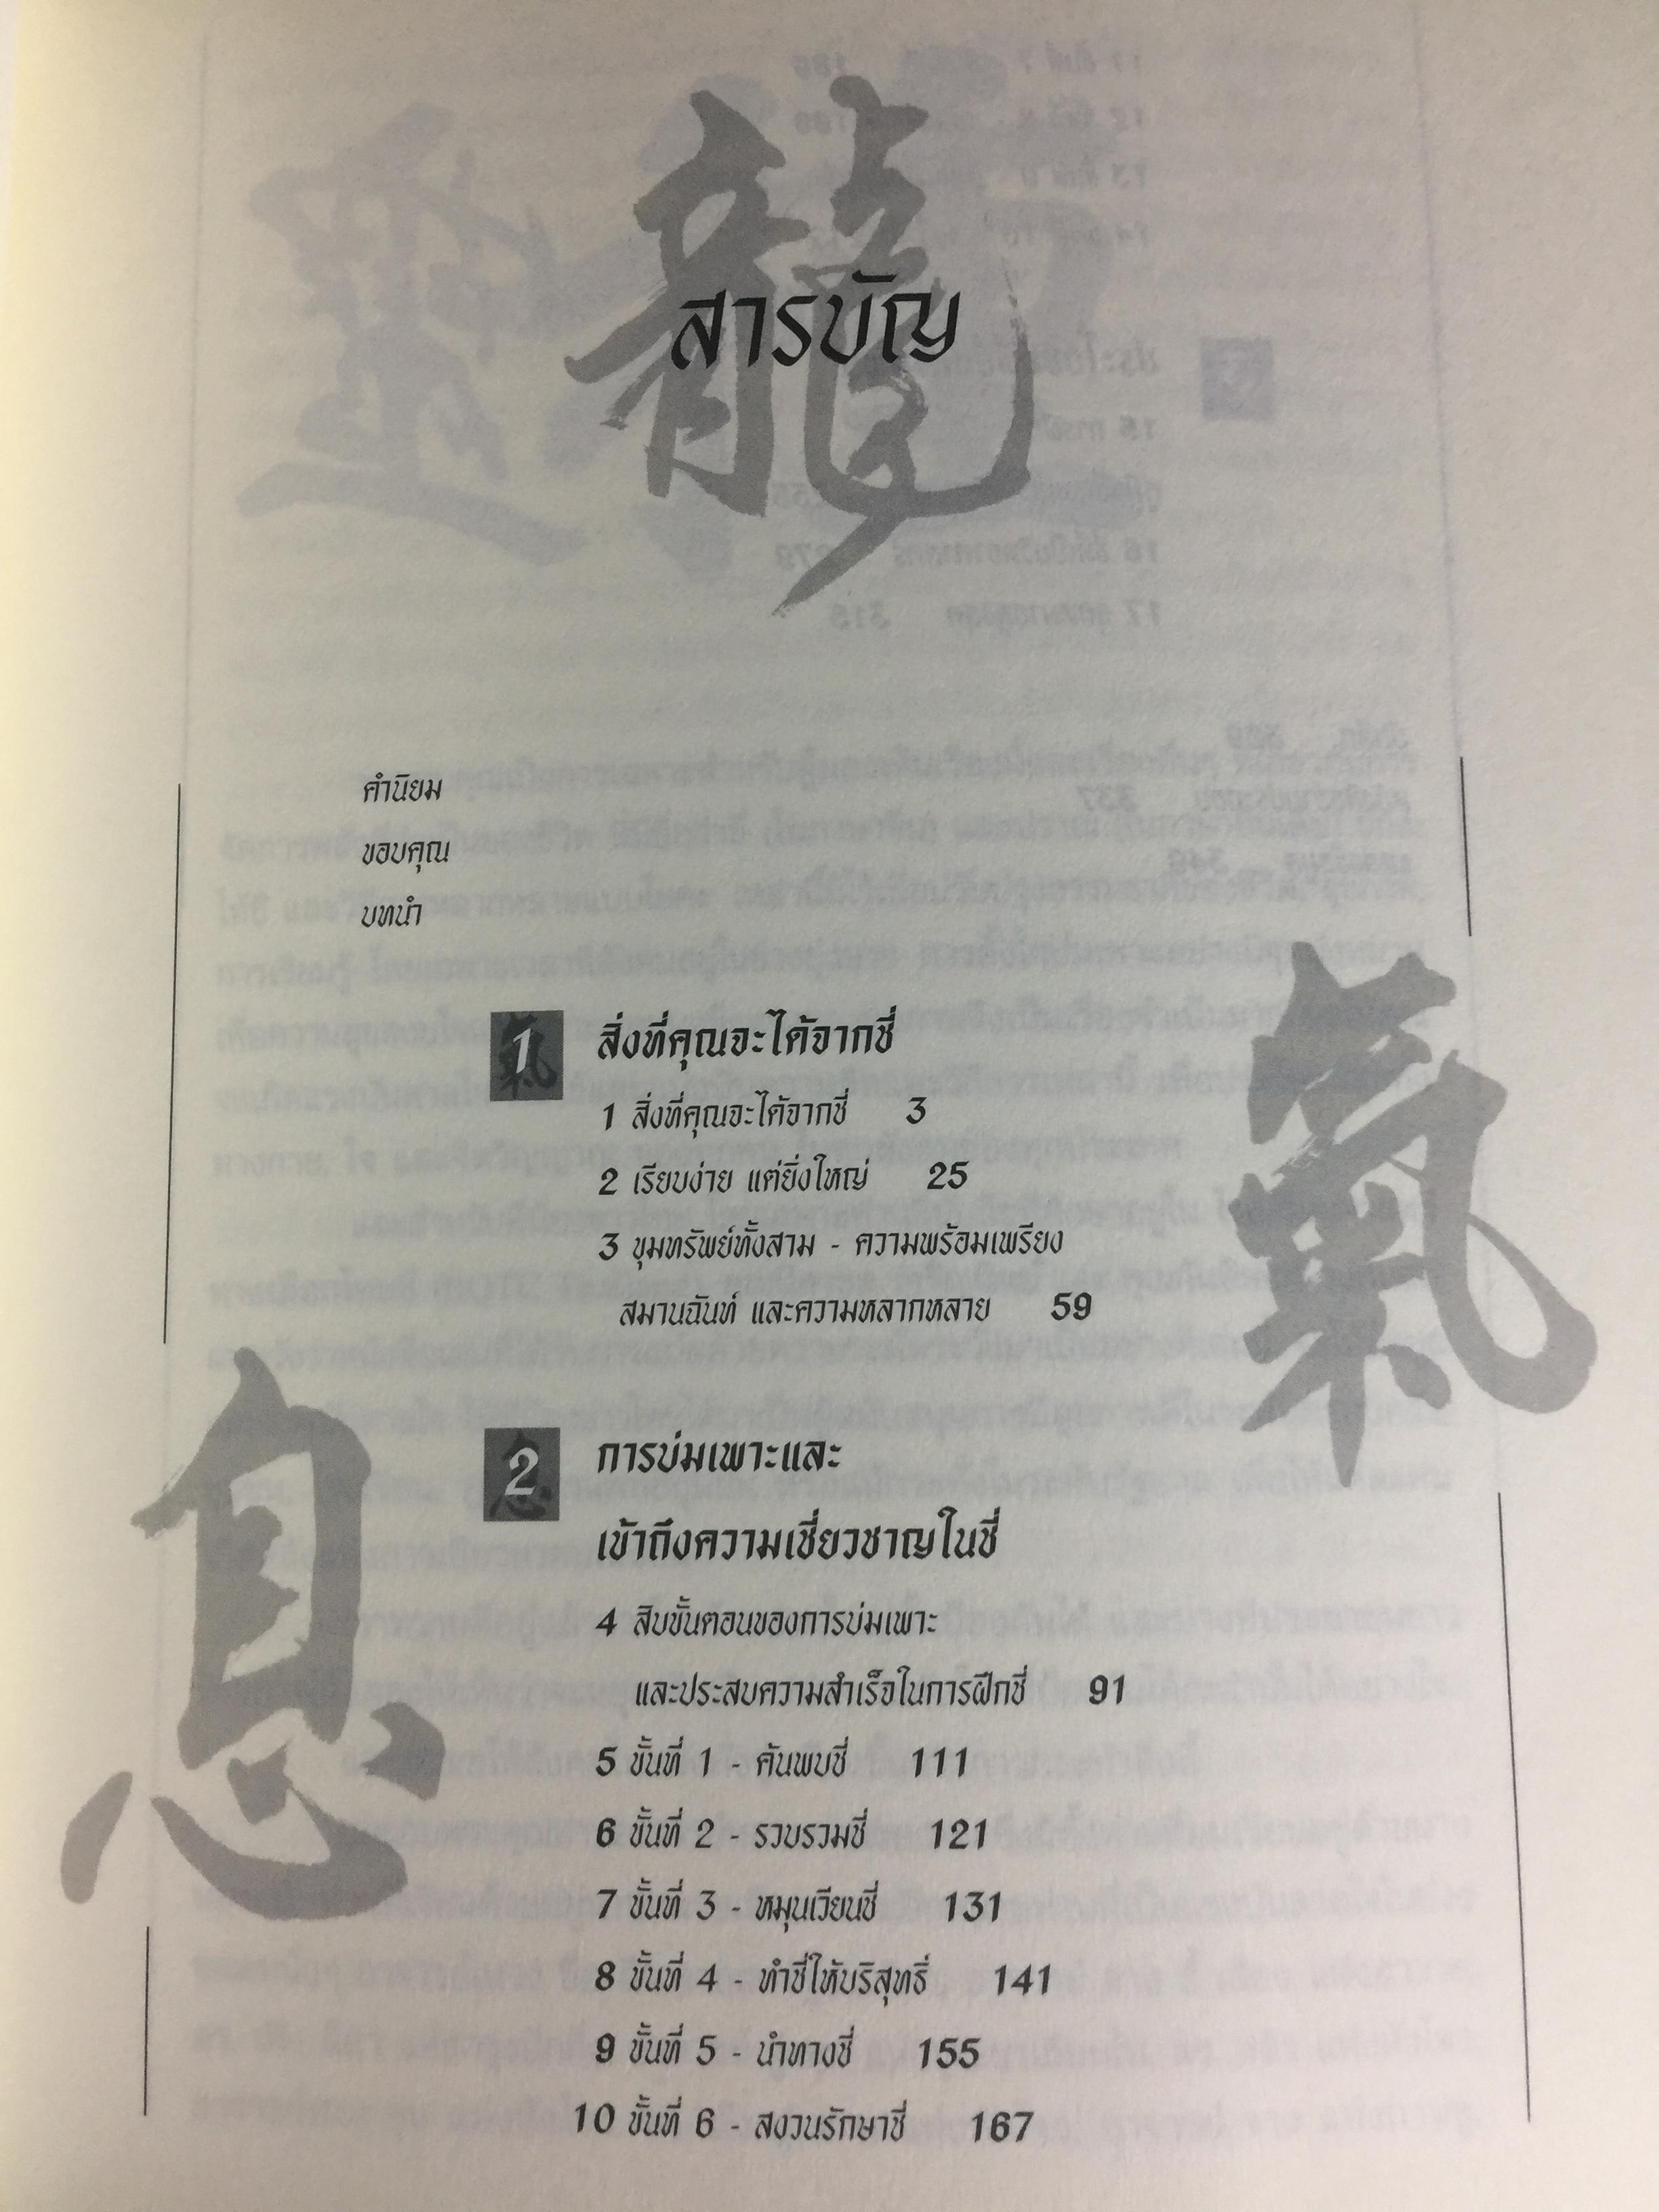 龍
สารบัญ
คำนิยม
ขอบคุณ
บทนำ
氣
1 สิ่งที่คุณจะได้จากชี่
1 สิ่งที่คุณจะได้จากชี่ 3
2 เรียบง่าย แต่ยิ่งใหญ่ 25
3 ขุมทรัพย์ทั้งสาม - ความพร้อมเพรียง
สมานฉันท์ และความหลากหลาย 59
息
2 การบ่มเพาะและ
เข้าถึงความเชี่ยวชาญในชี่
4 สิบขั้นตอนของการบ่มเพาะ
และประสบความสำเร็จในการฝึกชี่ 91
5 ขั้นที่ 1 - ค้นพบชี่ 111
6 ขั้นที่ 2 - รวบรวมชี่ 121
7 ขั้นที่ 3 - หมุนเวียนชี่ 131
8 ขั้นที่ 4 - ทำชี่ให้บริสุทธิ์ 141
9 ขั้นที่ 5 - นำทางชี่ 155
10 ขั้นที่ 6 - สงวนรักษาชี่ 167